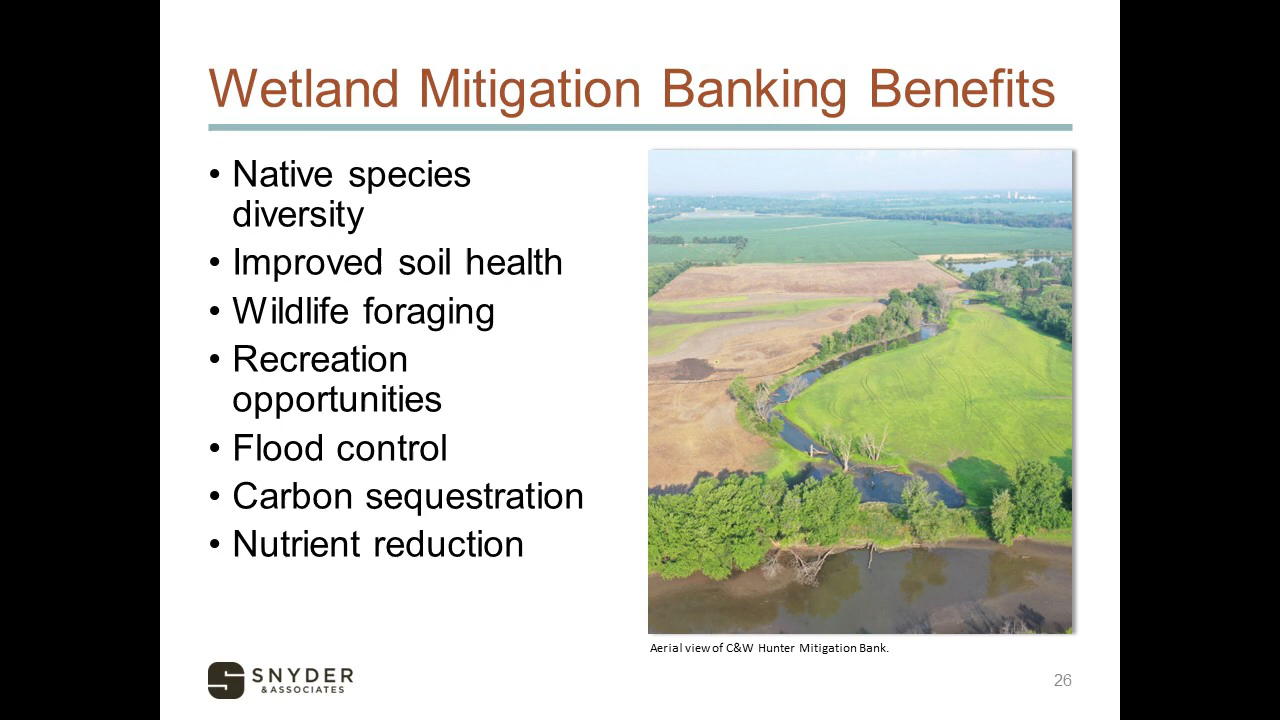 Wetland Mitigation Banking Benefits
• Native species
diversity
• Improved soil health
• Wildlife foraging
• Recreation
opportunities
• Flood control
• Carbon sequestration
• Nutrient reduction
Aerial view of C&W Hunter Mitigation Bank.
SNYDER
& ASSOCIATES
26